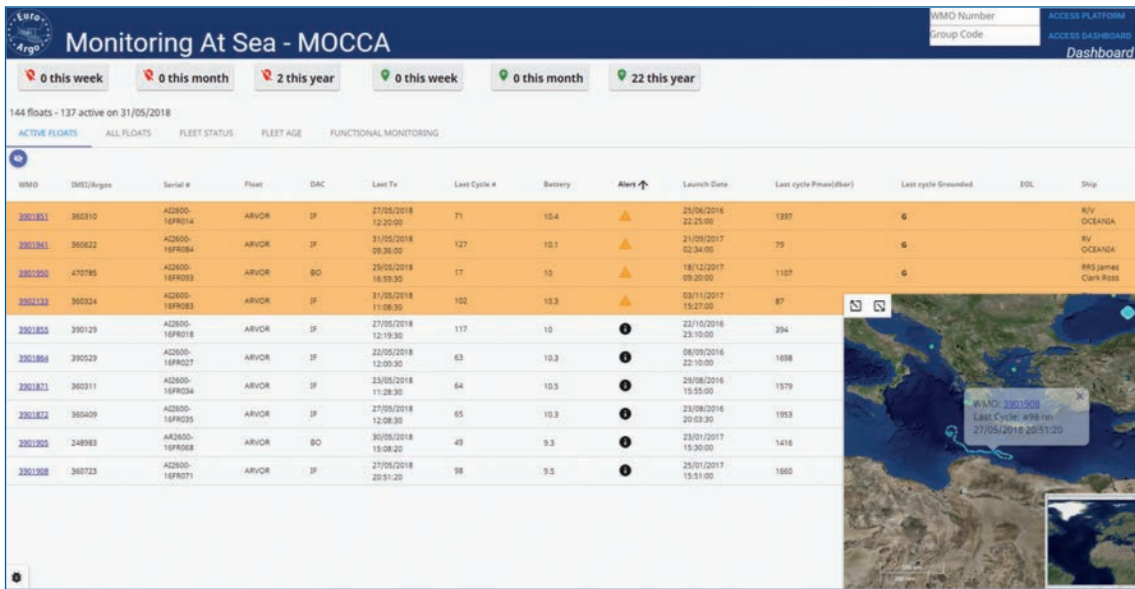 Euro
Argo
Monitoring At Sea - MOCCA
WMO Number
Group Code
ACCESS PLATFORM
ACCESS DASHBOARD
Dashboard
0 this week 0 this month 2 this year 0 this week 0 this month 22 this year
144 floats - 137 active on 31/05/2018
ACTIVE FLOATS ALL FLOATS FLEET STATUS FLEET AGE FUNCTIONAL MONITORING
WMO IMEI/Argos Serial # Float DAC Last Tx Last Cycle # Battery Alert Launch Date Last cycle Pmax(dbar) Last cycle Grounded EOL Ship
3901851 360310 AI2600-16FR014 ARVOR IF 27/05/2018 12:20:00 71 10.4 25/06/2016 22:25:00 1397 G R/V OCEANIA
3901941 360622 AI2600-16FR084 ARVOR IF 31/05/2018 09:36:00 127 10.1 21/09/2017 02:34:00 79 G RV OCEANIA
3901950 470785 AI2600-16FR093 ARVOR BO 29/05/2018 16:59:30 17 10 18/12/2017 09:20:00 1107 G RRS James Clark Ross
3902133 360324 AI2600-16FR083 ARVOR IF 31/05/2018 11:08:30 102 10.3 03/11/2017 15:27:00 87
3901855 390129 AI2600-16FR018 ARVOR IF 27/05/2018 12:19:30 117 10 22/10/2016 23:10:00 394
3901864 390529 AI2600-16FR027 ARVOR IF 22/05/2018 12:00:30 63 10.3 08/09/2016 22:10:00 1698
3901871 360311 AI2600-16FR034 ARVOR IF 23/05/2018 11:28:30 64 10.5 29/08/2016 15:55:00 1579
3901872 360409 AI2600-16FR035 ARVOR IF 27/05/2018 12:08:30 65 10.3 23/08/2016 20:03:30 1953
3901905 248983 AR2600-16FR068 ARVOR BO 30/05/2018 15:08:20 49 9.3 23/01/2017 15:30:00 1416
3901908 360723 AI2600-16FR071 ARVOR IF 27/05/2018 20:51:20 98 9.5 25/01/2017 15:51:00 1660
WMO: 3901908
Last Cycle: #98 on
27/05/2018 20:51:20